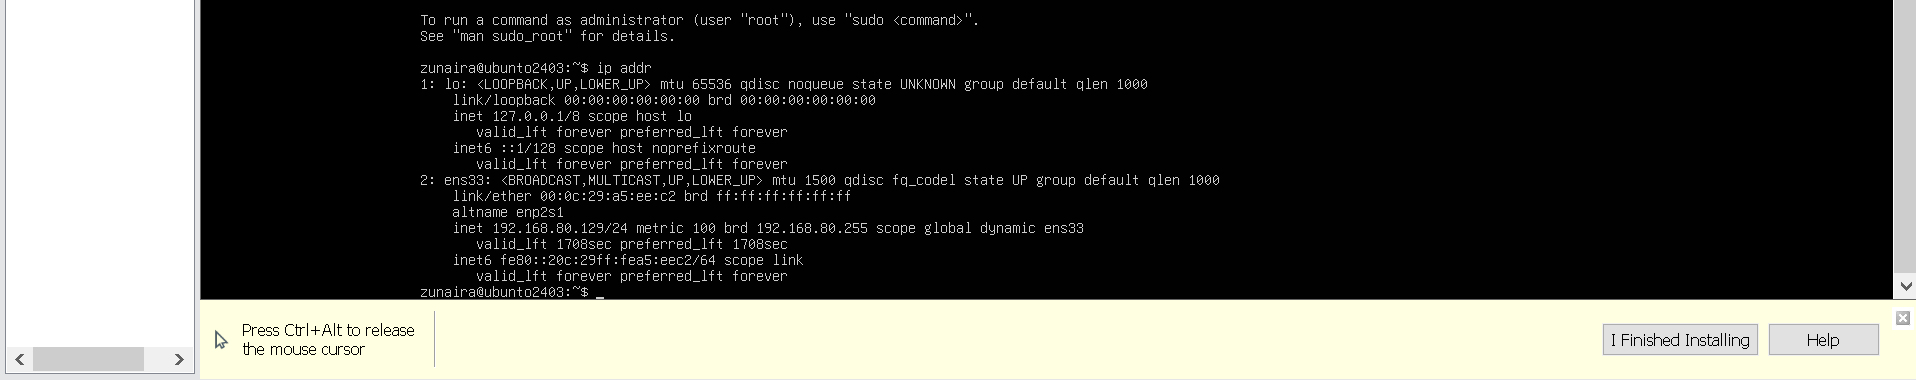 To run a command as administrator (user "root"), use "sudo <command>".
See "man sudo_root" for details.
zunaira@ubunto2403:~$ ip addr
1: lo: <LOOPBACK,UP,LOWER_UP> mtu 65536 qdisc noqueue state UNKNOWN group default qlen 1000
link/loopback 00:00:00:00:00:00 brd 00:00:00:00:00:00
inet 127.0.0.1/8 scope host lo
valid_lft forever preferred_lft forever
inet6 ::1/128 scope host noprefixroute
valid_lft forever preferred_lft forever
2: ens33: <BROADCAST,MULTICAST,UP,LOWER_UP> mtu 1500 qdisc fq_codel state UP group default qlen 1000
link/ether 00:0c:29:a5:ee:c2 brd ff:ff:ff:ff:ff:ff
altname enp2s1
inet 192.168.80.129/24 metric 100 brd 192.168.80.255 scope global dynamic ens33
valid_lft 1708sec preferred_lft 1708sec
inet6 fe80::20c:29ff:fea5:eec2/64 scope link
valid_lft forever preferred_lft forever
zunaira@ubunto2403:~$ _
Press Ctrl+Alt to release
the mouse cursor
I Finished Installing
Help